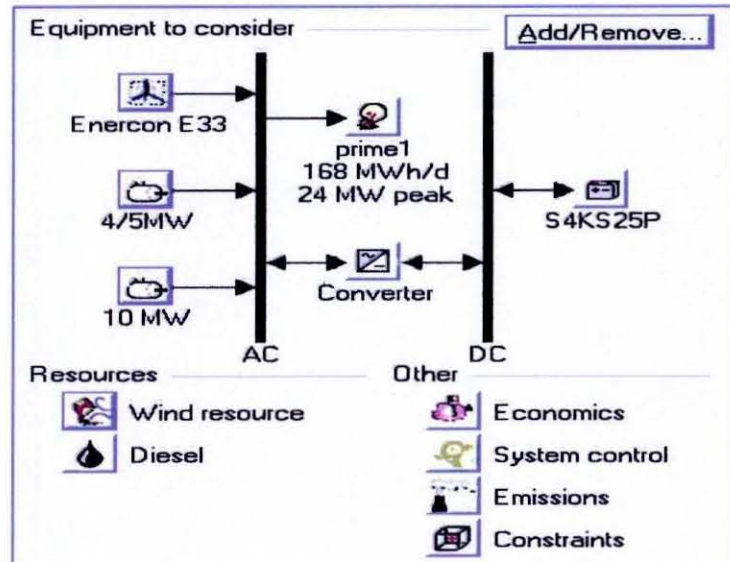 Equipment to consider
Add/Remove...
Enercon E33
prime1
168 MWh/d
24 MW peak
4/5MW
S4KS25P
10 MW
Converter
AC
DC
Resources
Other
Wind resource
Economics
Diesel
System control
Emissions
Constraints